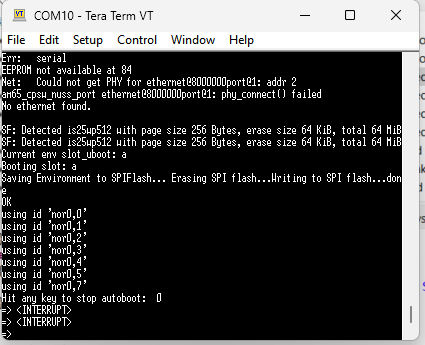 COM10 - Tera Term VT
File Edit Setup Control Window Help
Err:   serial
EEPROM not available at 84
Net:   Could not get PHY for ethernet@8000000port@1: addr 2
am65_cpsw_nuss_port ethernet@8000000port@1: phy_connect() failed
No ethernet found.
SF: Detected is25wp512 with page size 256 Bytes, erase size 64 KiB, total 64 MiB
SF: Detected is25wp512 with page size 256 Bytes, erase size 64 KiB, total 64 MiB
Current env slot_uboot: a
Booting slot: a
Saving Environment to SPIFlash... Erasing SPI flash...Writing to SPI flash...don
e
OK
using id 'nor0,0'
using id 'nor0,1'
using id 'nor0,2'
using id 'nor0,3'
using id 'nor0,4'
using id 'nor0,5'
using id 'nor0,7'
Hit any key to stop autoboot:  0
=> <INTERRUPT>
=> <INTERRUPT>
=>